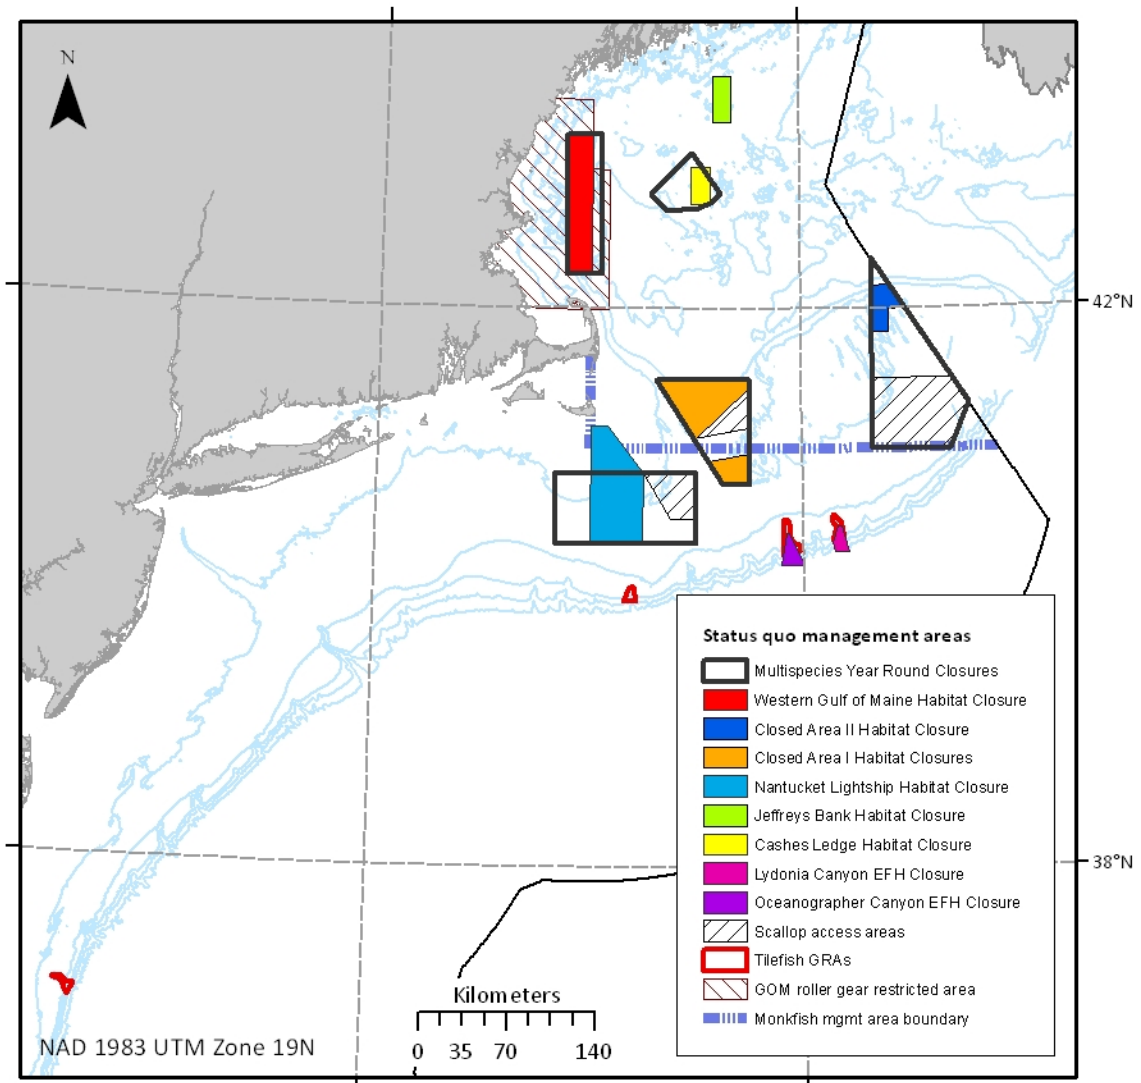 N
42°N
Status quo management areas
Multispecies Year Round Closures
Western Gulf of Maine Habitat Closure
Closed Area II Habitat Closure
Closed Area I Habitat Closures
Nantucket Lightship Habitat Closure
Jeffreys Bank Habitat Closure
Cashes Ledge Habitat Closure
38°N
Lydonia Canyon EFH Closure
Oceanographer Canyon EFH Closure
Scallop access areas
Tilefish GRAs
GOM roller gear restricted area
Monkfish mgmt area boundary
Kilometers
0 35 70 140
NAD 1983 UTM Zone 19N